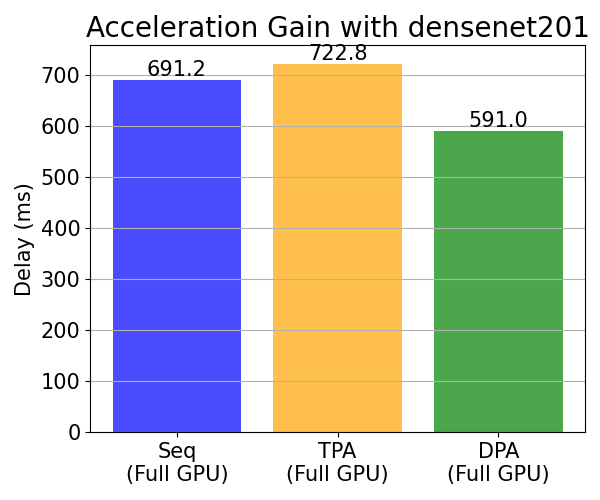 Acceleration Gain with densenet201
691.2
722.8
591.0
Delay (ms)
700
600
500
400
300
200
100
0
Seq
(Full GPU)
TPA
(Full GPU)
DPA
(Full GPU)